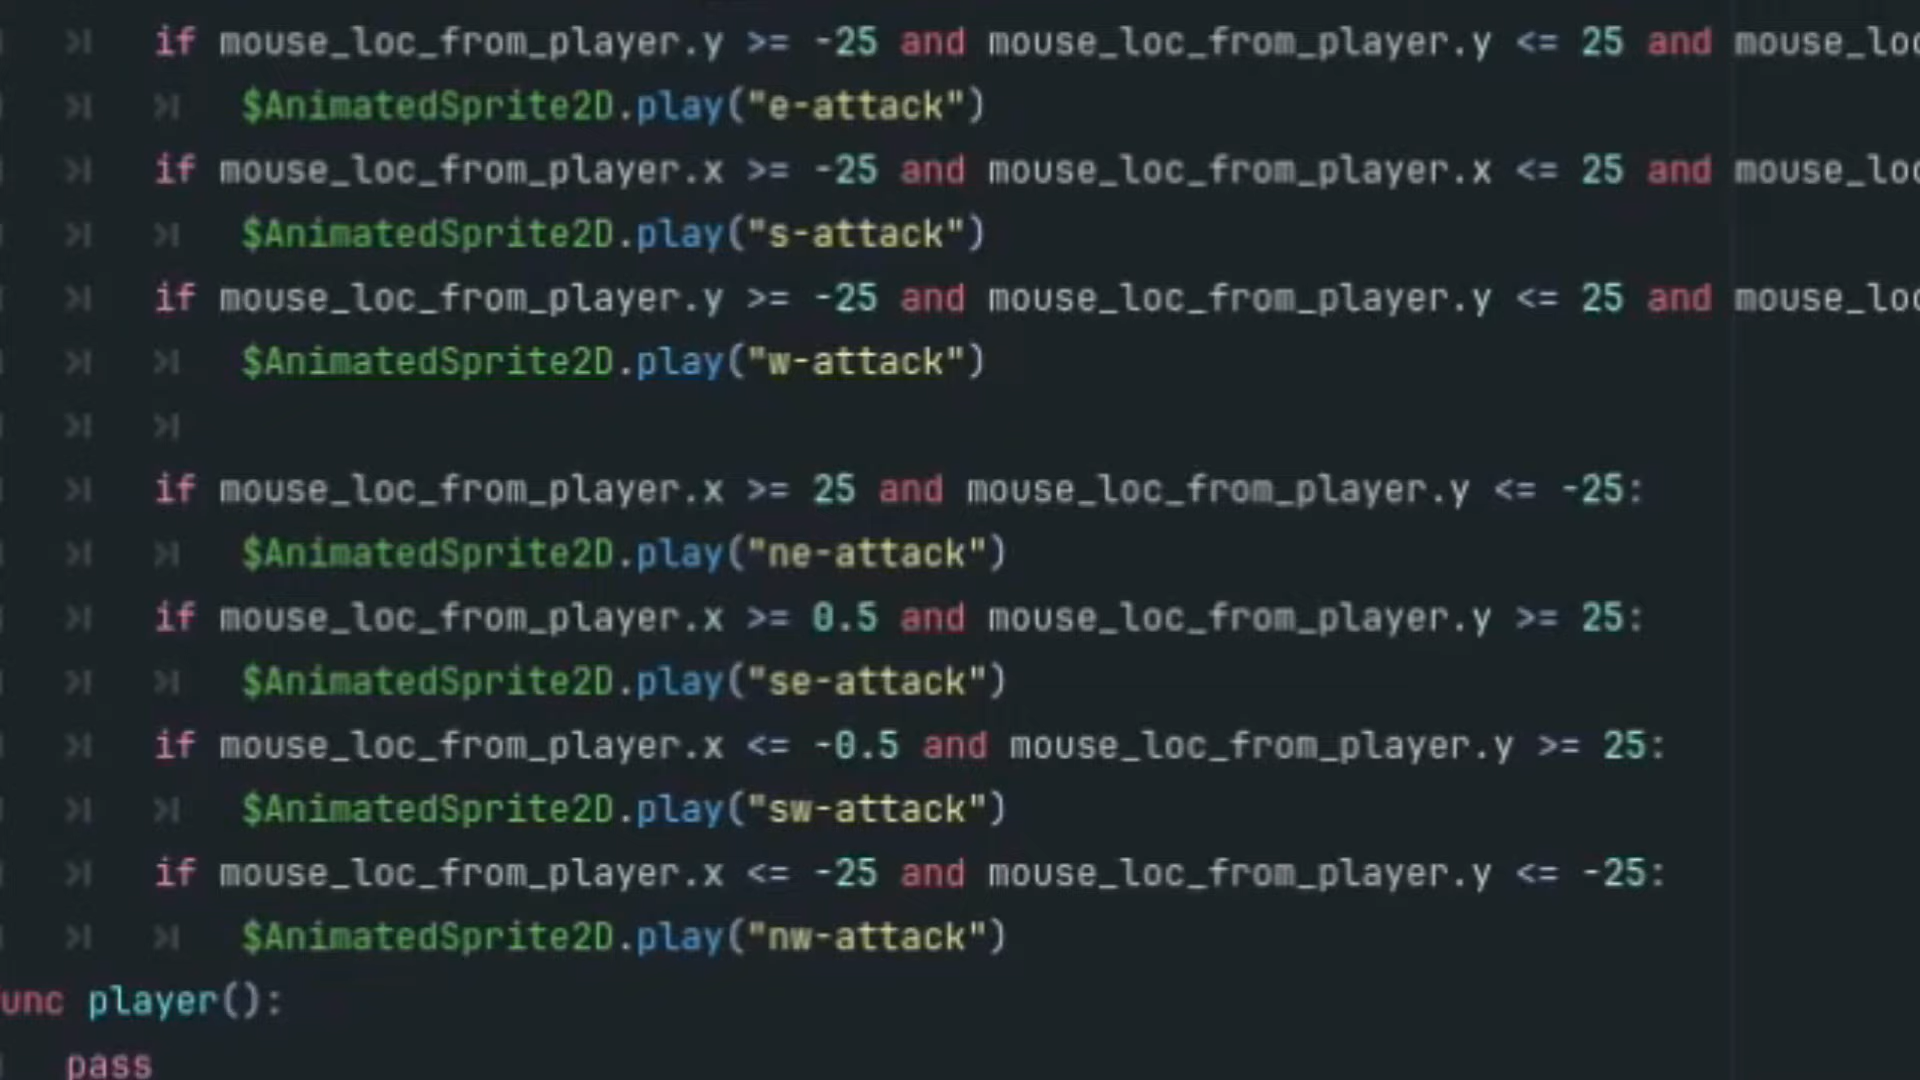 if mouse_loc_from_player.y >= -25 and mouse_loc_from_player.y <= 25 and
$AnimatedSprite2D.play("e-attack")
if mouse_loc_from_player.x >= -25 and mouse_loc_from_player.x <= 25 and
$AnimatedSprite2D.play("s-attack")
if mouse_loc_from_player.y >= -25 and mouse_loc_from_player.y <= 25 and
$AnimatedSprite2D.play("w-attack")
if mouse_loc_from_player.x >= 25 and mouse_loc_from_player.y <= -25:
$AnimatedSprite2D.play("ne-attack")
if mouse_loc_from_player.x >= 0.5 and mouse_loc_from_player.y >= 25:
$AnimatedSprite2D.play("se-attack")
if mouse_loc_from_player.x <= -0.5 and mouse_loc_from_player.y >= 25:
$AnimatedSprite2D.play("sw-attack")
if mouse_loc_from_player.x <= -25 and mouse_loc_from_player.y <= -25:
$AnimatedSprite2D.play("nw-attack")
unc player():
pass